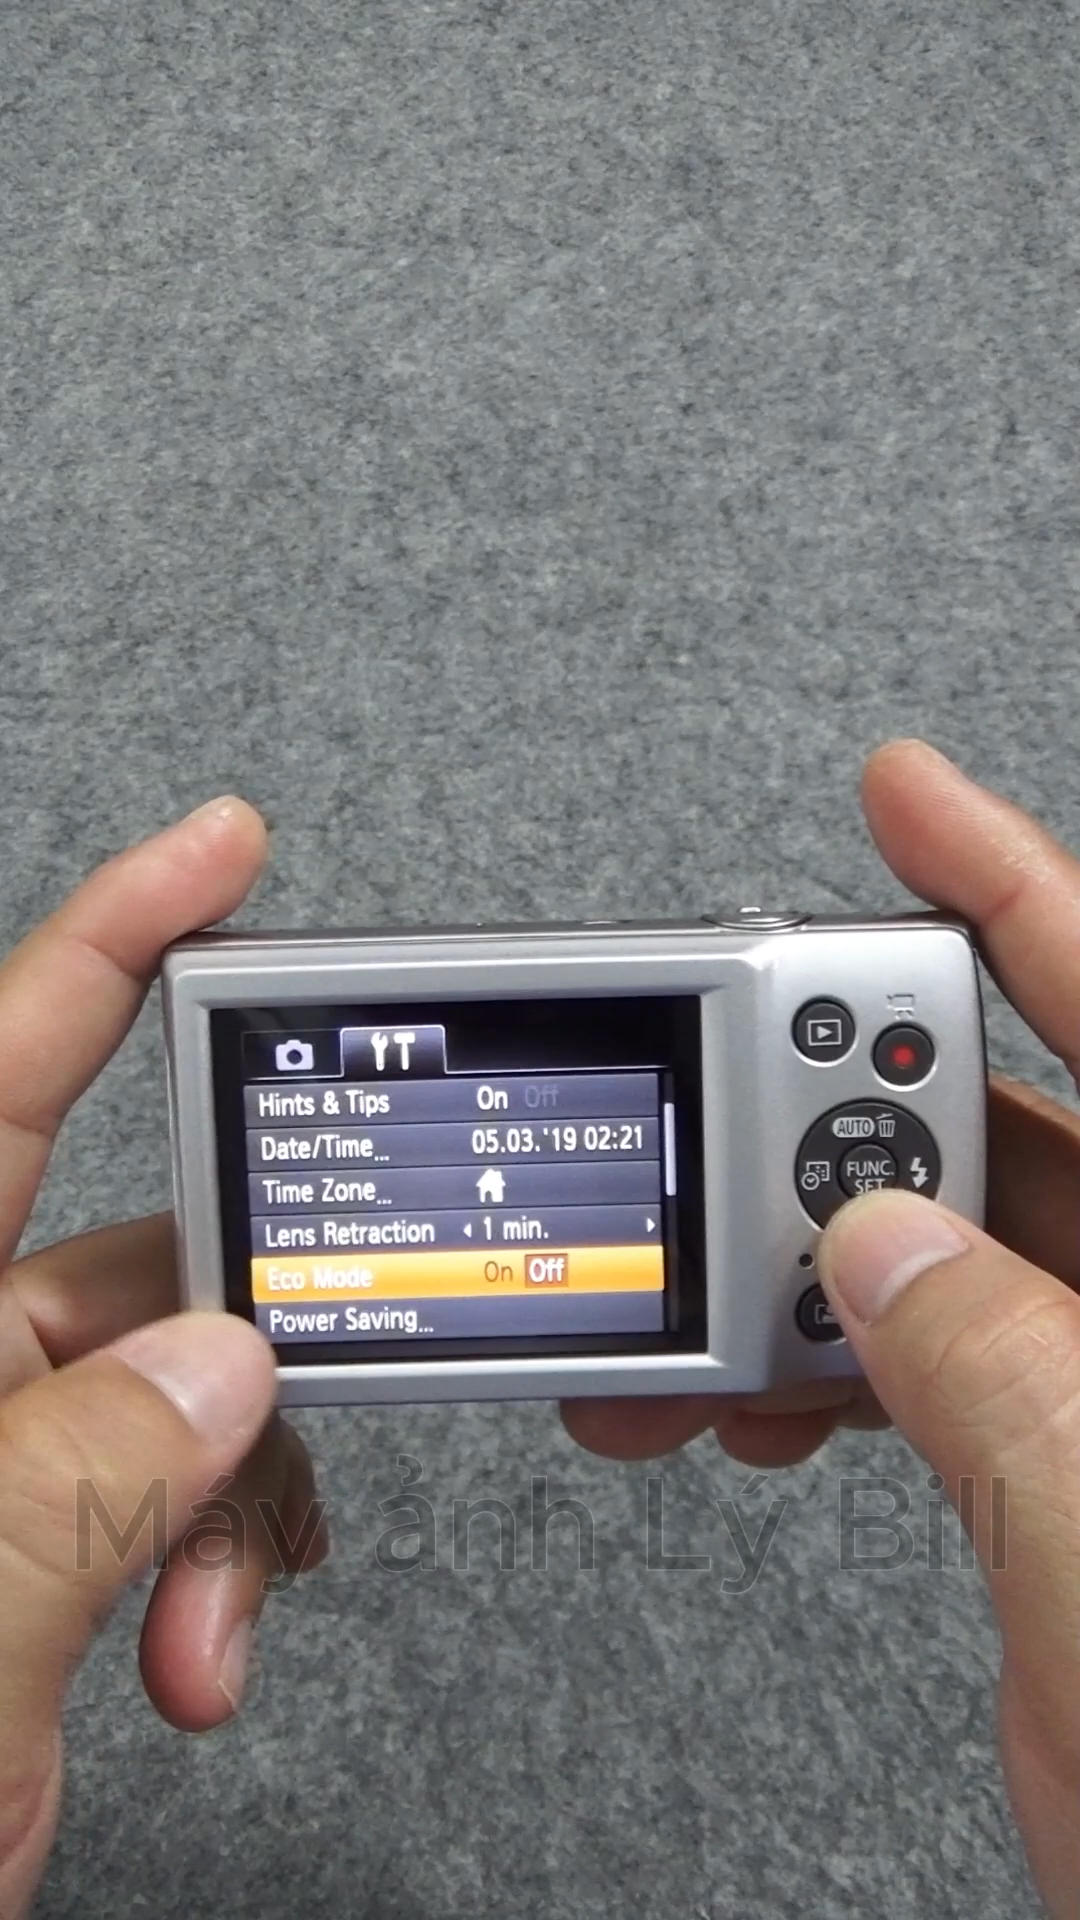 Hints & Tips On Off
Date/Time... 05.03.'19 02:21
Time Zone...
Lens Retraction 1 min.
Eco Mode On Off
Power Saving...
AUTO
FUNC.
SET
Máy ảnh Lý Bill